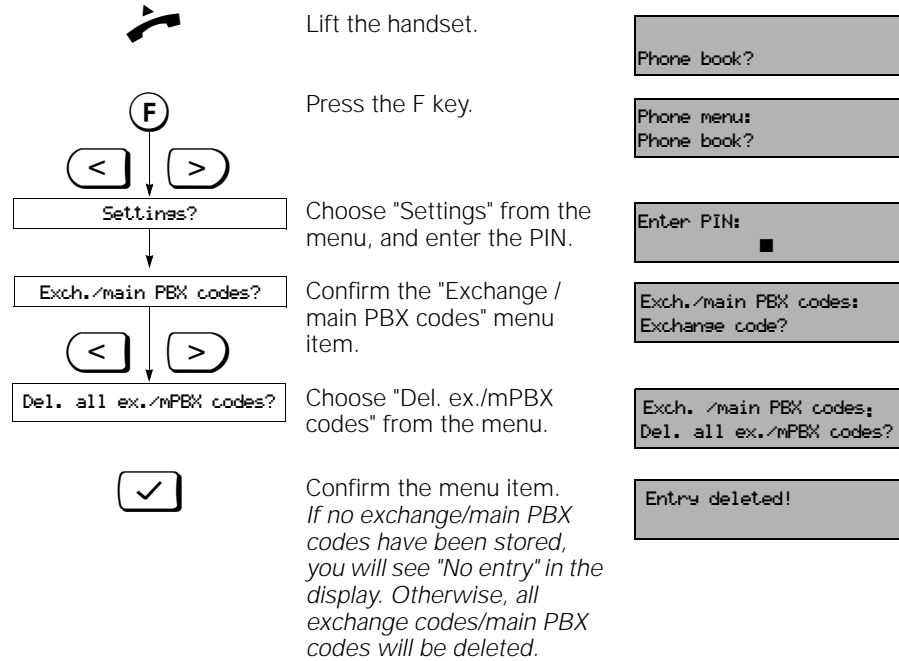 Lift the handset.
Phone book?
F
Press the F key.
Phone menu:
Phone book?
< >
Settings?
Choose "Settings" from the
menu, and enter the PIN.
Enter PIN:
Exch./main PBX codes?
Confirm the "Exchange /
main PBX codes" menu
item.
Exch./main PBX codes:
Exchange code?
< >
Del. all ex./mPBX codes?
Choose "Del. ex./mPBX
codes" from the menu.
Exch. /main PBX codes:
Del. all ex./mPBX codes?
Confirm the menu item.
If no exchange/main PBX
codes have been stored,
you will see "No entry" in the
display. Otherwise, all
exchange codes/main PBX
codes will be deleted.
Entry deleted!